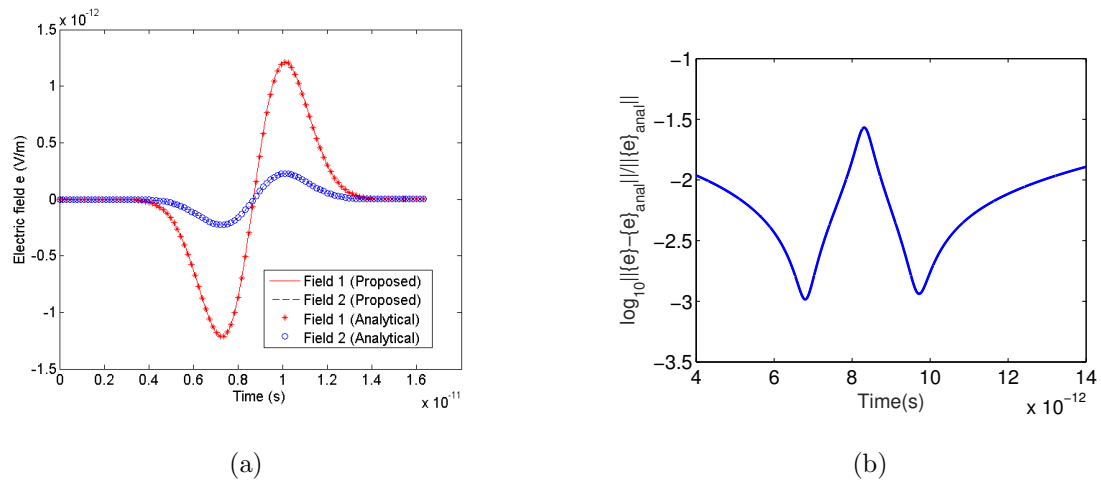 x 10^-12
1.5
1
0.5
0
-0.5
-1
-1.5
Electric field e (V/m)
0 0.2 0.4 0.6 0.8 1 1.2 1.4 1.6
Time (s)
x 10^-11
Field 1 (Proposed)
Field 2 (Proposed)
Field 1 (Analytical)
Field 2 (Analytical)
(a)
−1
−1.5
−2
−2.5
−3
−3.5
log10||{e}−{e}anal||/||{e}anal||
4 6 8 10 12 14
Time(s)
x 10^−12
(b)